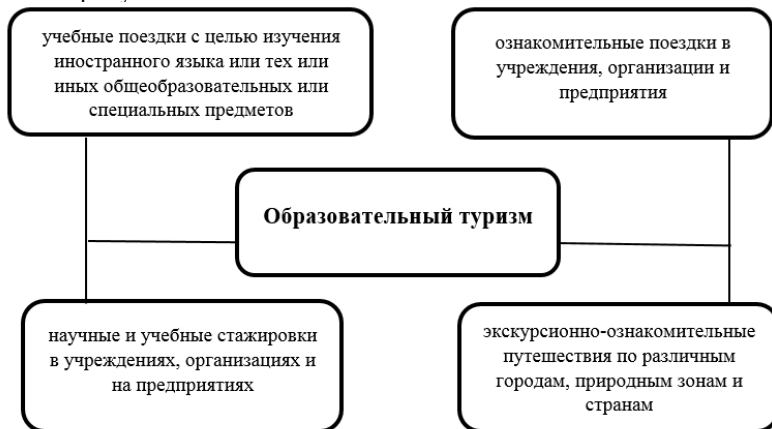 учебные поездки с целью изучения
иностранного языка или тех или
иных общеобразовательных или
специальных предметов
ознакомительные поездки в
учреждения, организации и
предприятия
Образовательный туризм
научные и учебные стажировки
в учреждениях, организациях и
на предприятиях
экскурсионно-ознакомительные
путешествия по различным
городам, природным зонам и
странам